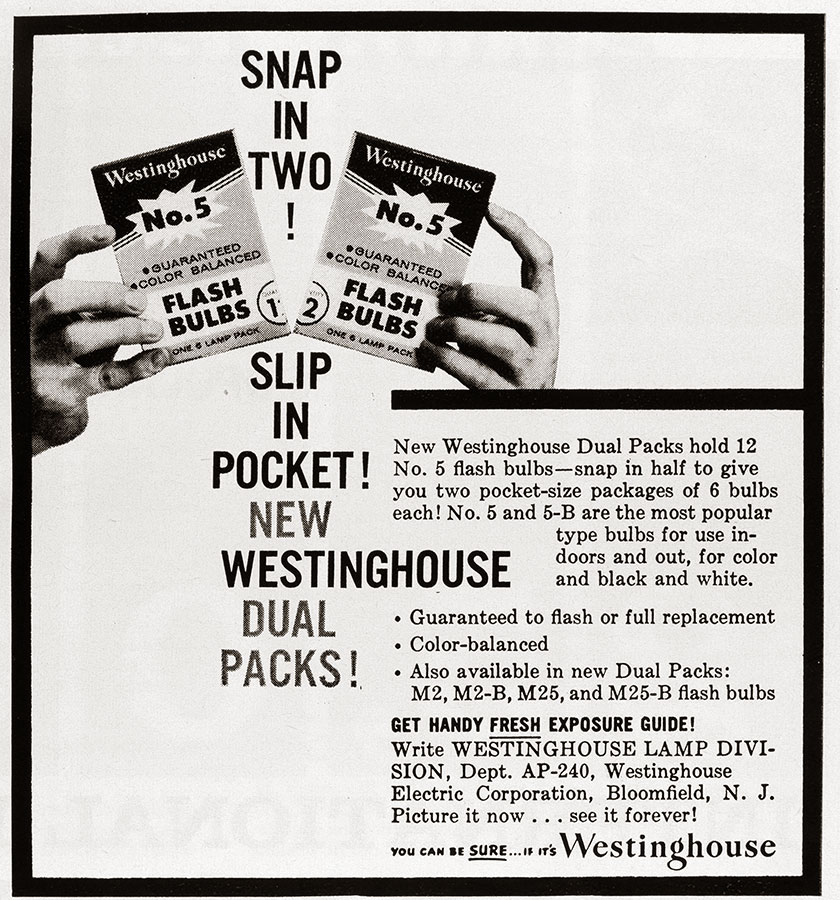 SNAP
IN
TWO
!
Westinghouse
No. 5
• GUARANTEED
• COLOR BALANCED
FLASH
BULBS
1
ONE 6 LAMP PACK
Westinghouse
No. 5
• GUARANTEED
• COLOR BALANCE
2
FLASH
BULBS
ONE 6 LAMP PACK
SLIP
IN
POCKET!
NEW
WESTINGHOUSE
DUAL
PACKS!
New Westinghouse Dual Packs hold 12
No. 5 flash bulbs—snap in half to give
you two pocket-size packages of 6 bulbs
each! No. 5 and 5-B are the most popular
type bulbs for use in-
doors and out, for color
and black and white.
• Guaranteed to flash or full replacement
• Color-balanced
• Also available in new Dual Packs:
M2, M2-B, M25, and M25-B flash bulbs
GET HANDY FRESH EXPOSURE GUIDE!
Write WESTINGHOUSE LAMP DIVI-
SION, Dept. AP-240, Westinghouse
Electric Corporation, Bloomfield, N. J.
Picture it now . . . see it forever!
YOU CAN BE SURE...IF IT'S Westinghouse